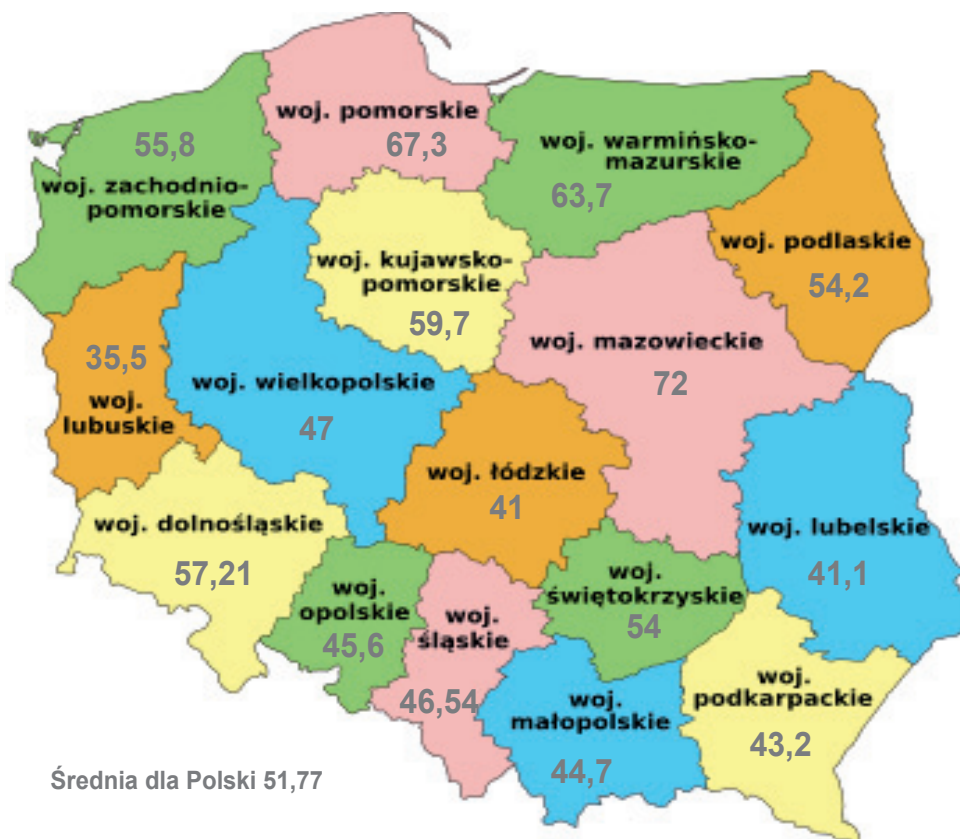 woj. pomorskie
67,3
55,8
woj. zachodnio-
pomorskie
woj. warmińsko-
mazurskie
63,7
woj. podlaskie
54,2
woj. kujawsko-
pomorskie
59,7
35,5
woj.
lubuskie
woj. wielkopolskie
47
woj. mazowieckie
72
woj. łódzkie
41
woj. dolnośląskie
57,21
woj. lubelskie
41,1
woj.
opolskie
45,6
woj.
śląskie
46,54
woj.
świętokrzyskie
54
woj.
małopolskie
44,7
woj.
podkarpackie
43,2
Średnia dla Polski 51,77